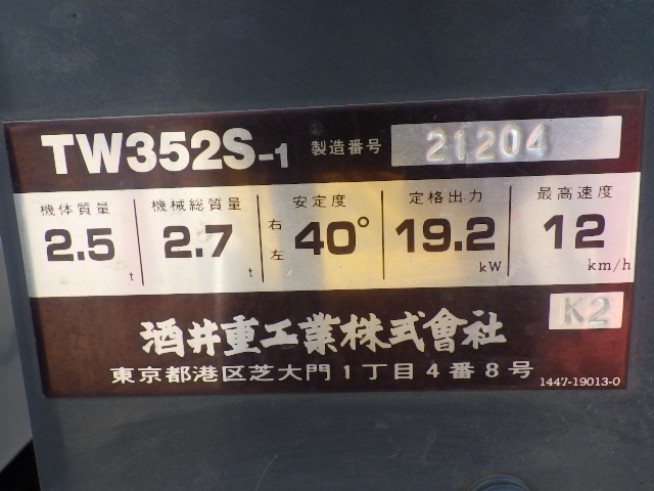 TW352S-1 製造番号 21204
機体質量 機械総質量 安定度 定格出力 最高速度
2.5 t 2.7 t 右 左 40° 19.2 kW 12 km/h
K2
酒井重工業株式會社
東京都港区芝大門1丁目4番8号
1447-19013-0